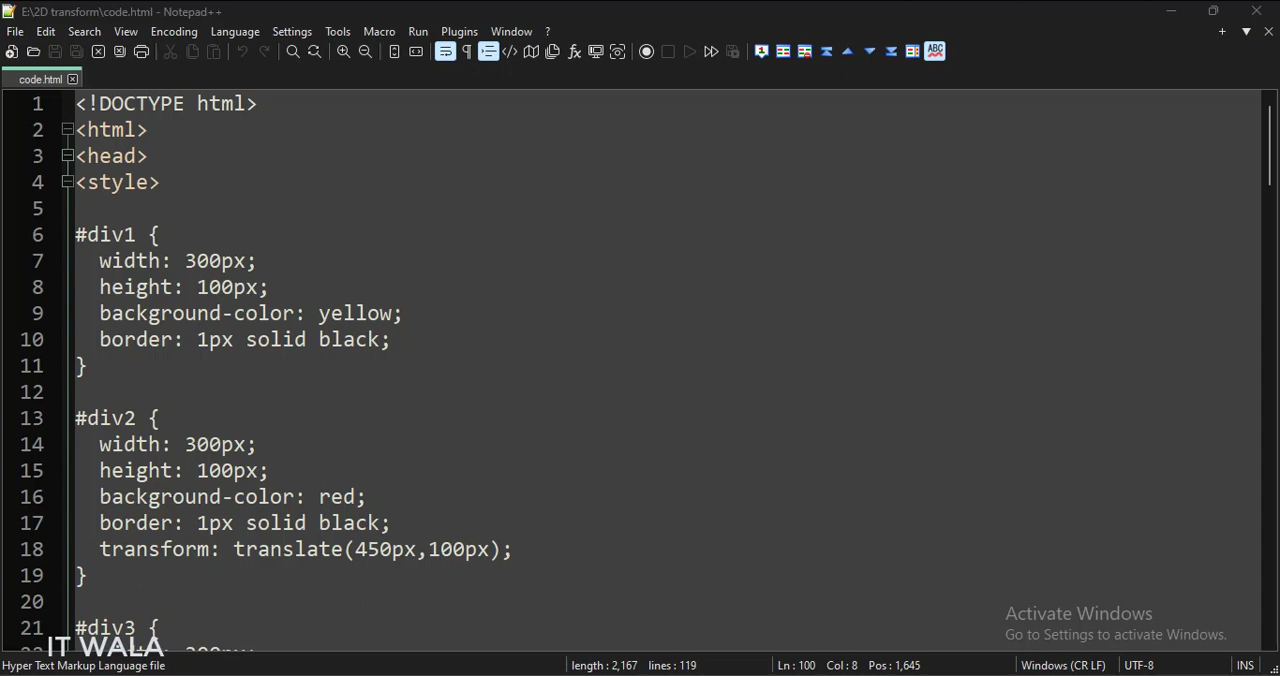 E:\2D transform\code.html - Notepad++
File Edit Search View Encoding Language Settings Tools Macro Run Plugins Window ?
code.html
1 <!DOCTYPE html>
2 <html>
3 <head>
4 <style>
5
6 #div1 {
7 width: 300px;
8 height: 100px;
9 background-color: yellow;
10 border: 1px solid black;
11 }
12
13 #div2 {
14 width: 300px;
15 height: 100px;
16 background-color: red;
17 border: 1px solid black;
18 transform: translate(450px,100px);
19 }
20
21 #div3 {
Activate Windows
Go to Settings to activate Windows.
IT WALA
Hyper Text Markup Language file length : 2,167 lines : 119 Ln : 100 Col : 8 Pos : 1,645 Windows (CR LF) UTF-8 INS